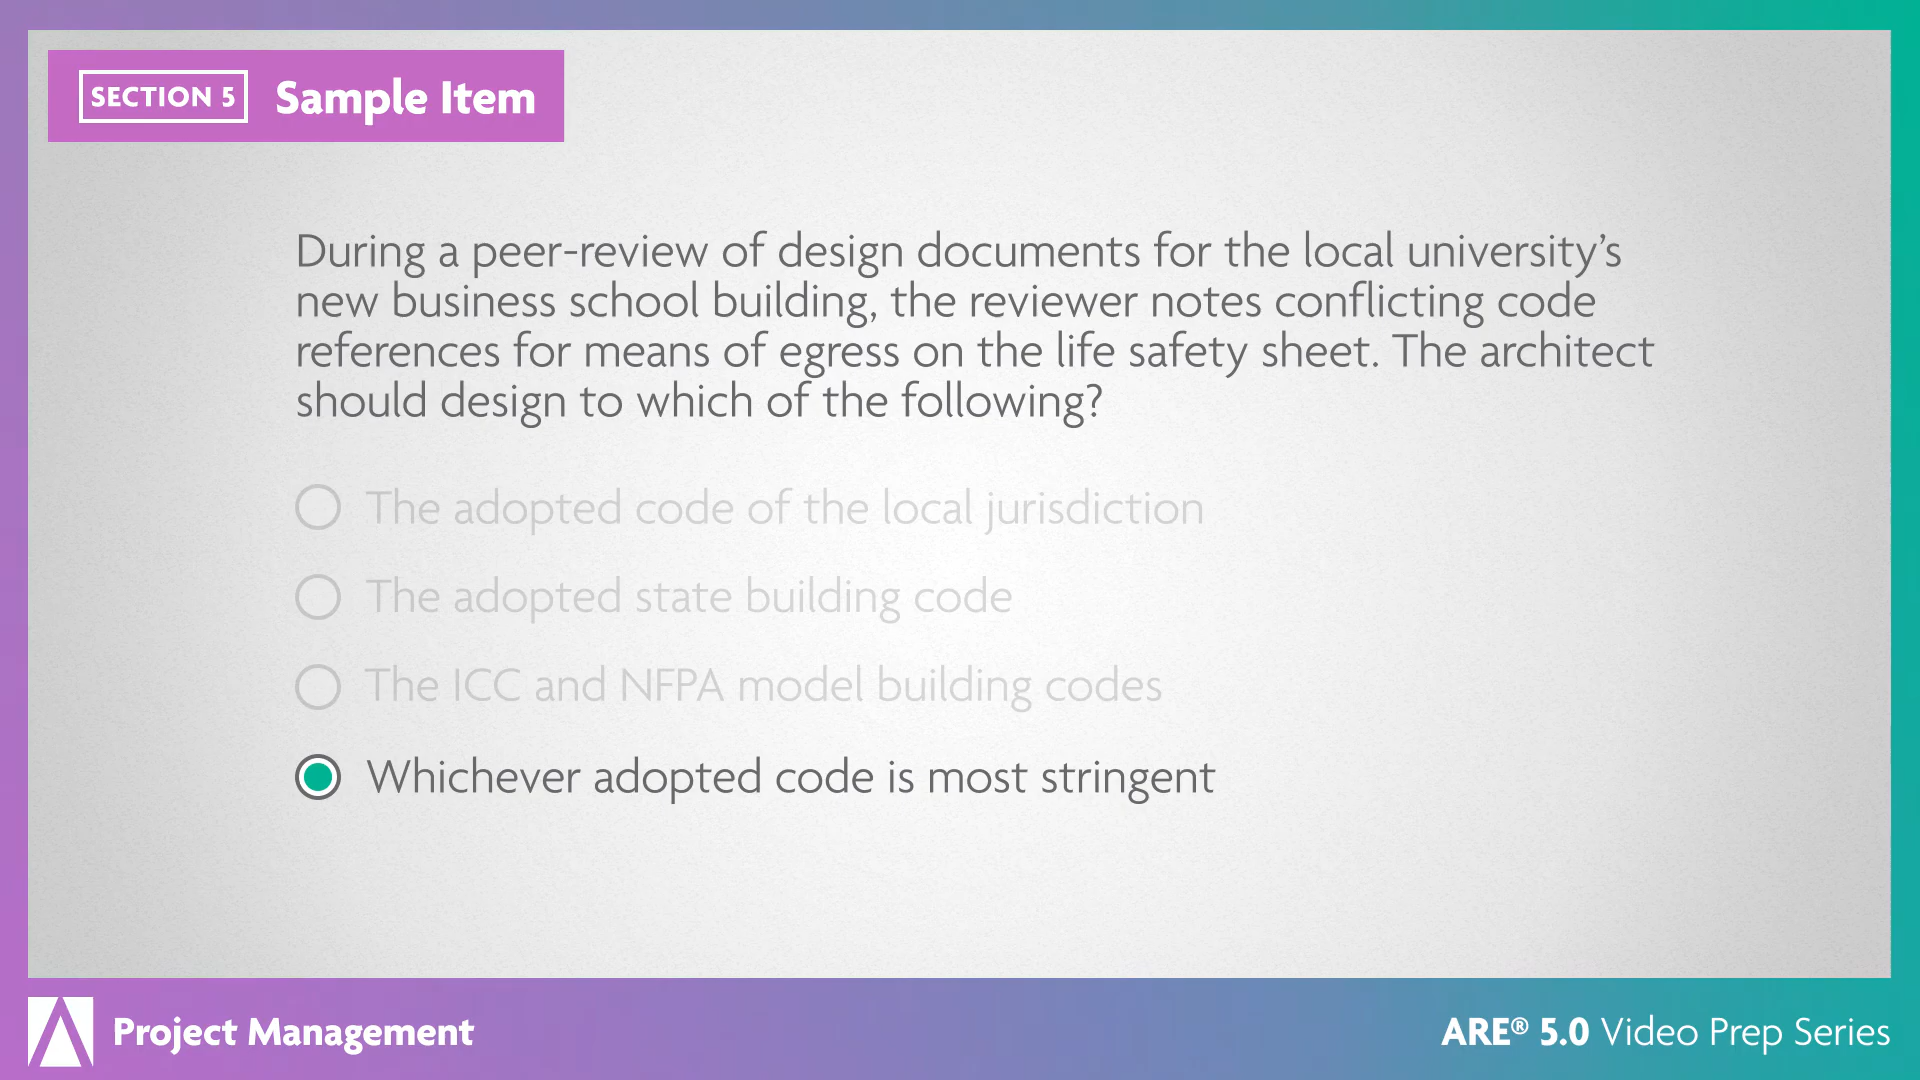 SECTION 5 Sample Item
During a peer-review of design documents for the local university’s
new business school building, the reviewer notes conflicting code
references for means of egress on the life safety sheet. The architect
should design to which of the following?
The adopted code of the local jurisdiction
The adopted state building code
The ICC and NFPA model building codes
Whichever adopted code is most stringent
Project Management
ARE® 5.0 Video Prep Series